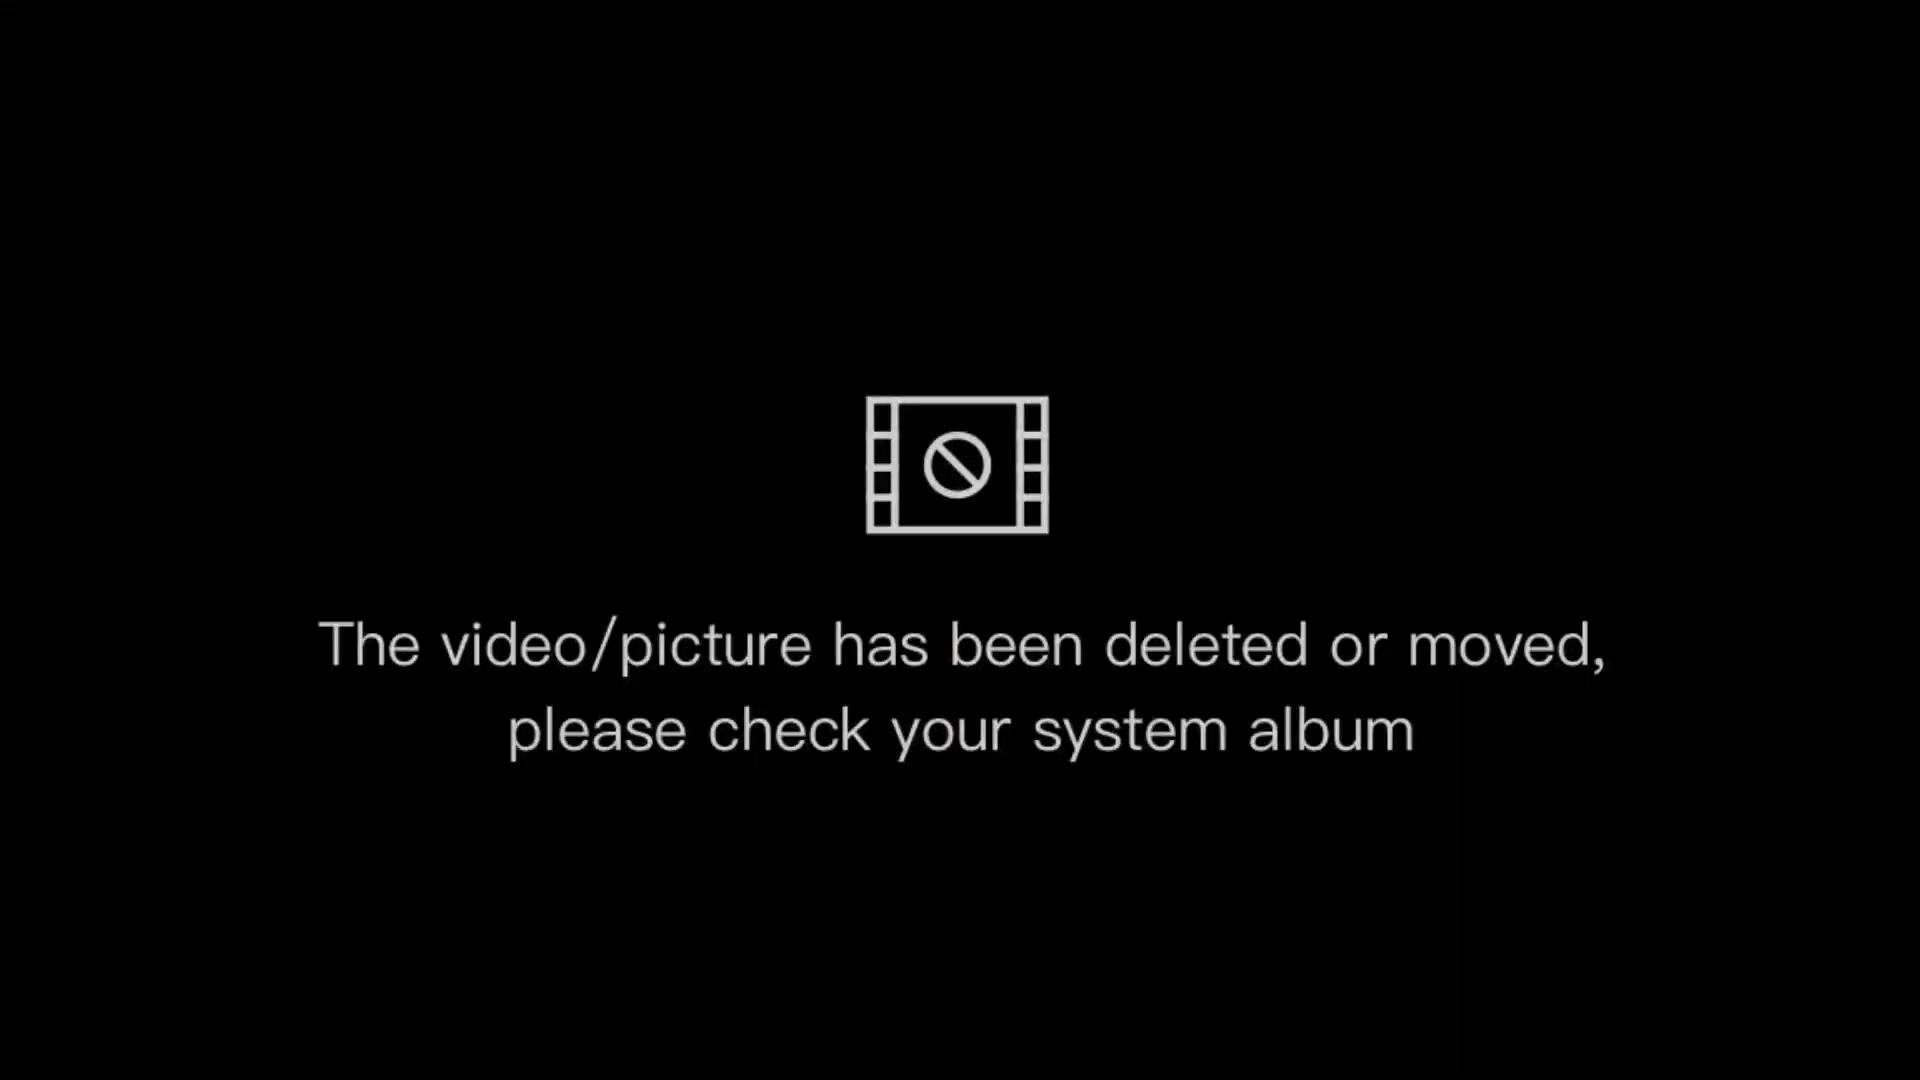 The video/picture has been deleted or moved,
please check your system album